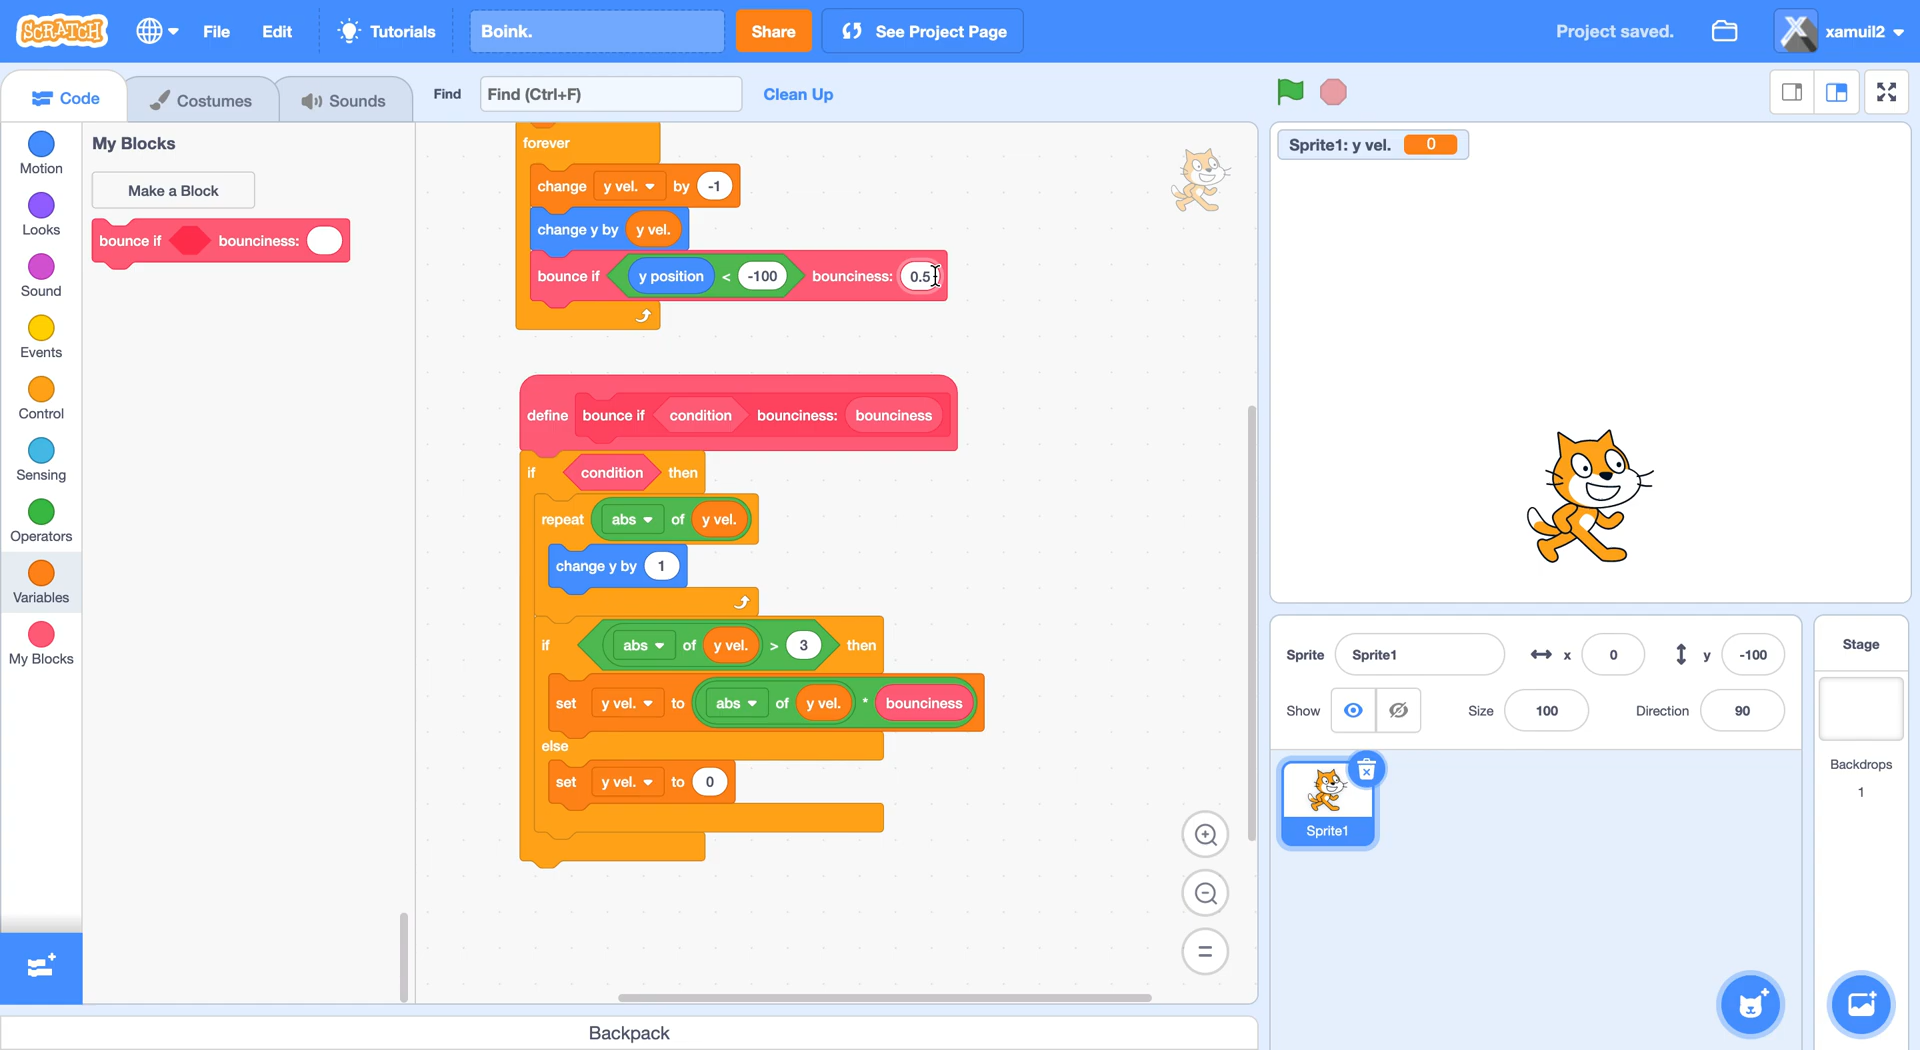 SCRATCH
File
Edit
Tutorials
Boink.
Share
See Project Page
Project saved.
xamuil2
Code
Costumes
Sounds
Find
Find (Ctrl+F)
Clean Up
Motion
Looks
Sound
Events
Control
Sensing
Operators
Variables
My Blocks
My Blocks
Make a Block
bounce if bounciness:
forever
change y vel. by -1
change y by y vel.
bounce if y position < -100 bounciness: 0.5
define bounce if condition bounciness: bounciness
if condition then
repeat abs of y vel.
change y by 1
if abs of y vel. > 3 then
set y vel. to abs of y vel. * bounciness
else
set y vel. to 0
Backpack
Sprite1: y vel. 0
Sprite Sprite1 x 0 y -100
Show Size 100 Direction 90
Sprite1
Stage
Backdrops
1